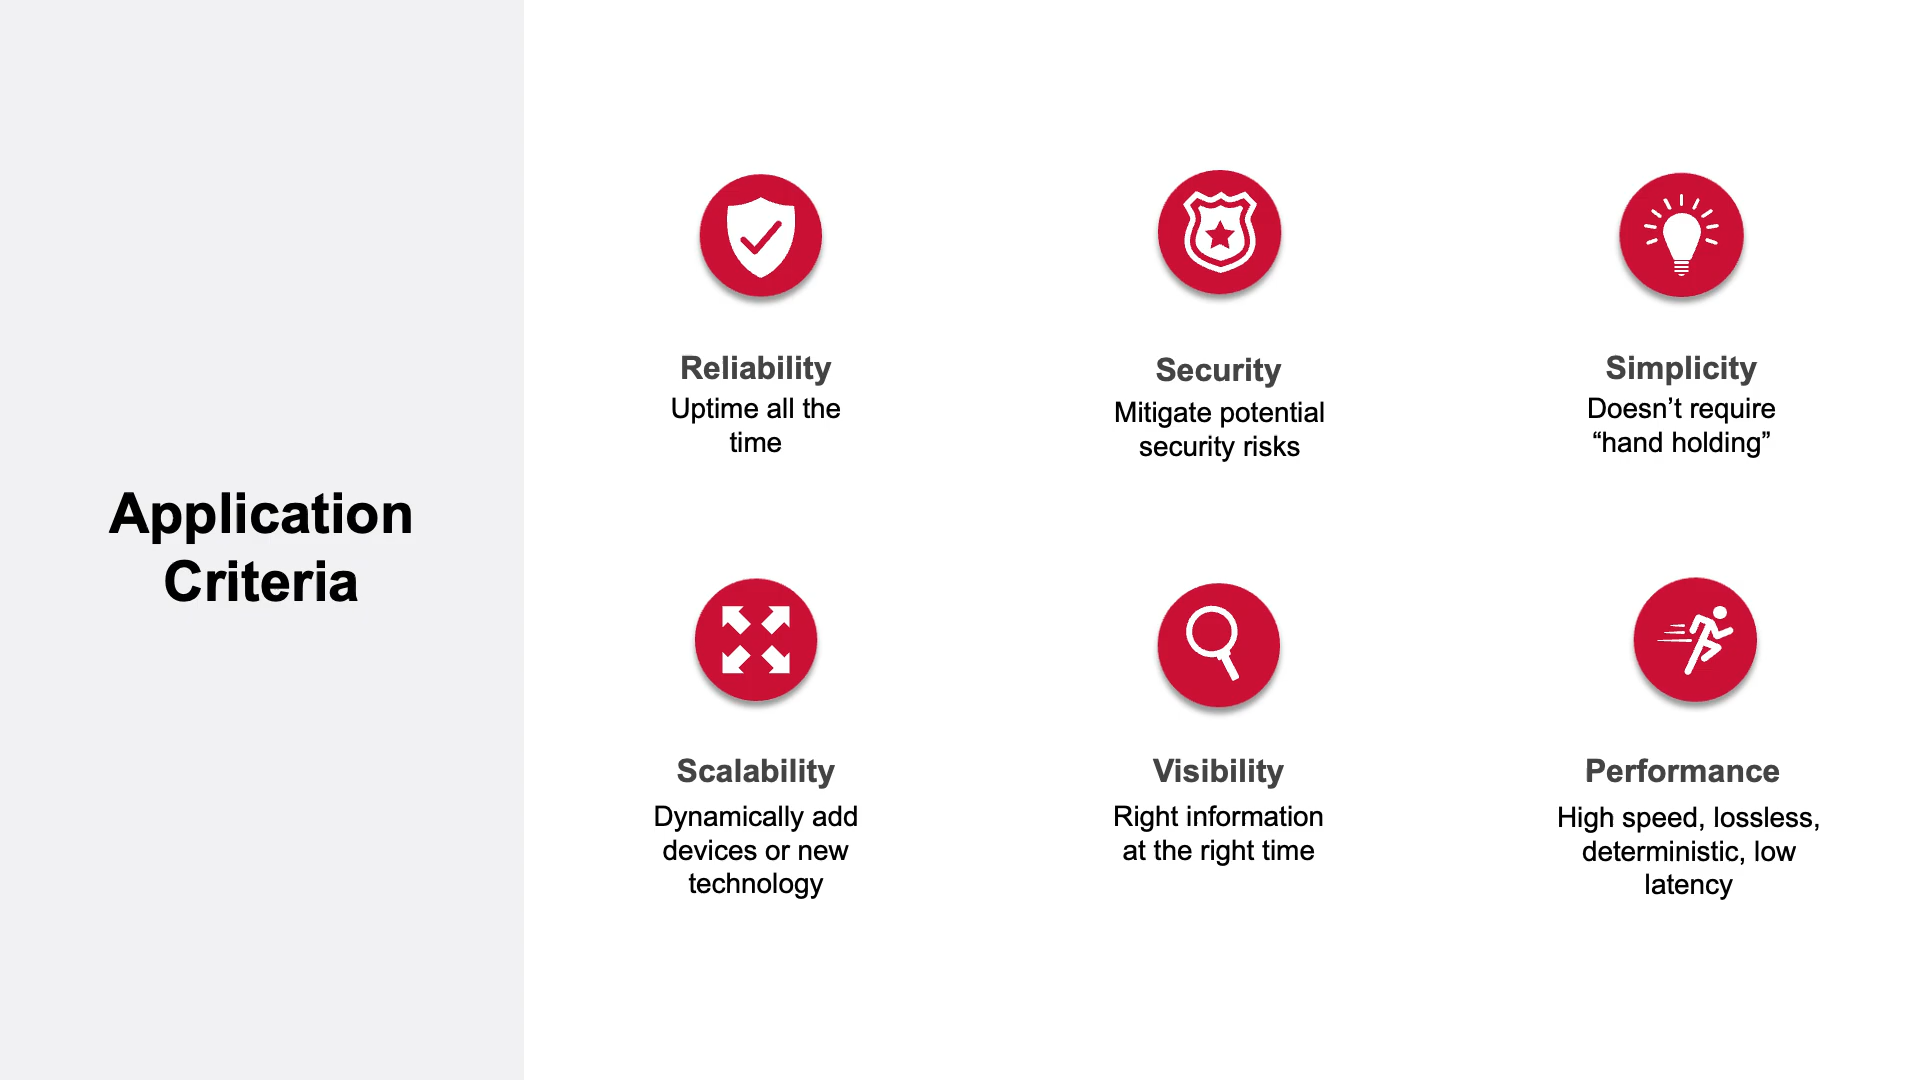 Application
Criteria
Reliability
Uptime all the
time
Security
Mitigate potential
security risks
Simplicity
Doesn’t require
“hand holding”
Scalability
Dynamically add
devices or new
technology
Visibility
Right information
at the right time
Performance
High speed, lossless,
deterministic, low
latency